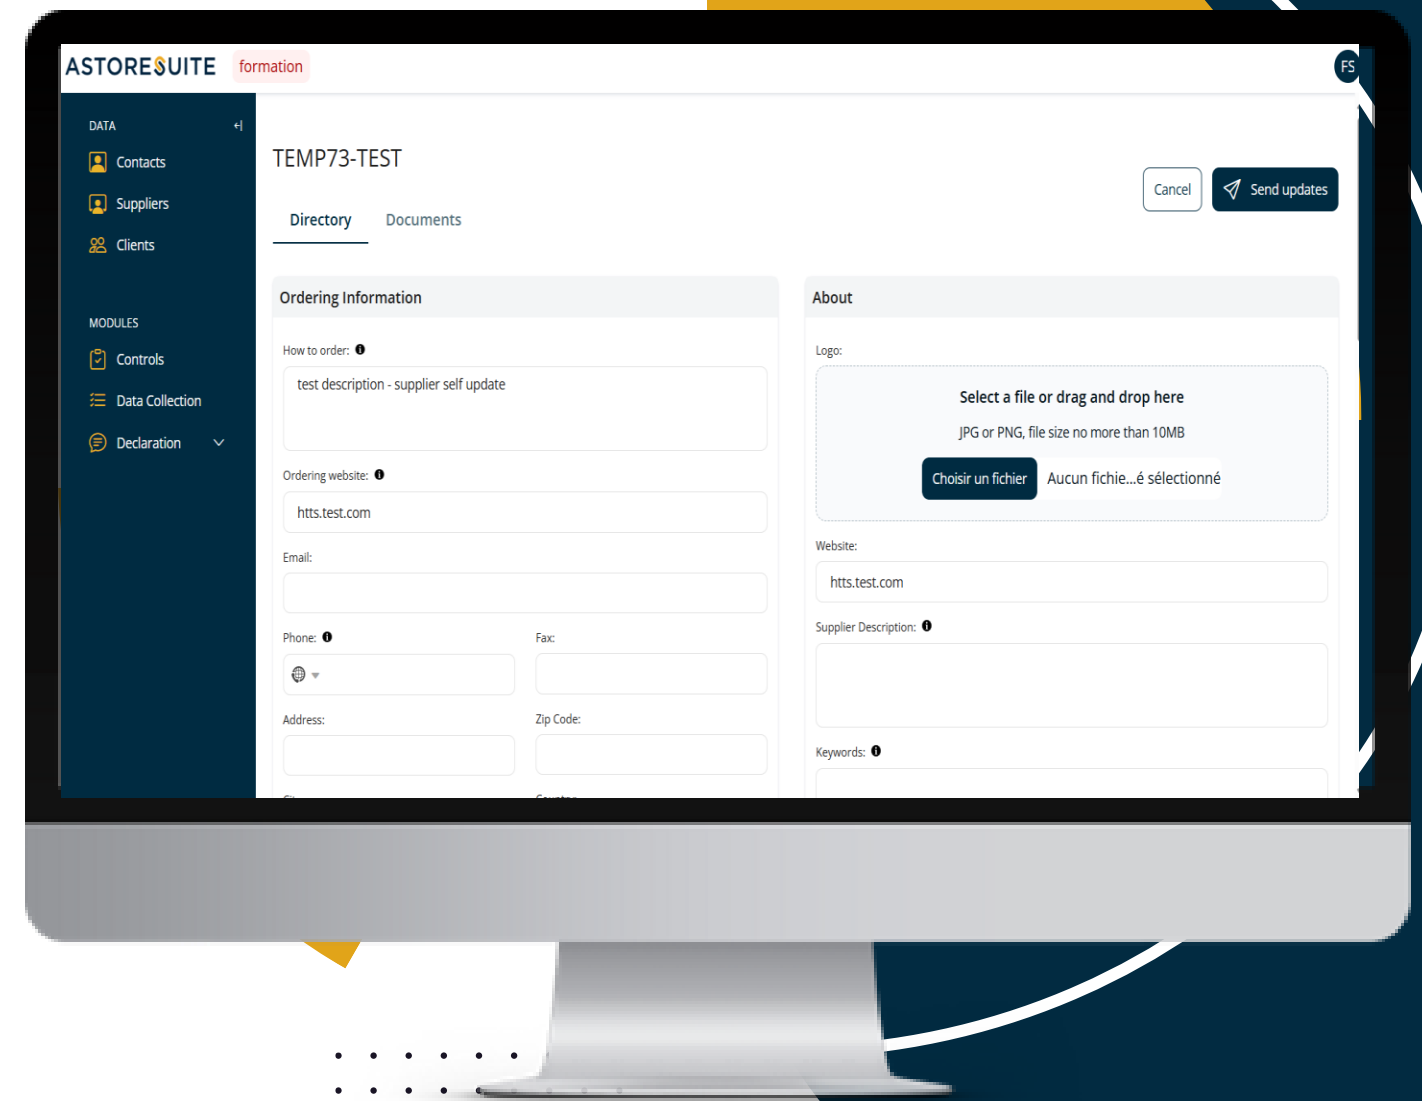 ASTORESUITE formation
FS
DATA
Contacts
Suppliers
Clients
MODULES
Controls
Data Collection
Declaration
TEMP73-TEST
Cancel
Send updates
Directory
Documents
Ordering Information
How to order:
test description - supplier self update
Ordering website:
htts.test.com
Email:
Phone:
Fax:
Address:
Zip Code:
About
Logo:
Select a file or drag and drop here
JPG or PNG, file size no more than 10MB
Choisir un fichier
Aucun fichie...é sélectionné
Website:
htts.test.com
Supplier Description:
Keywords: